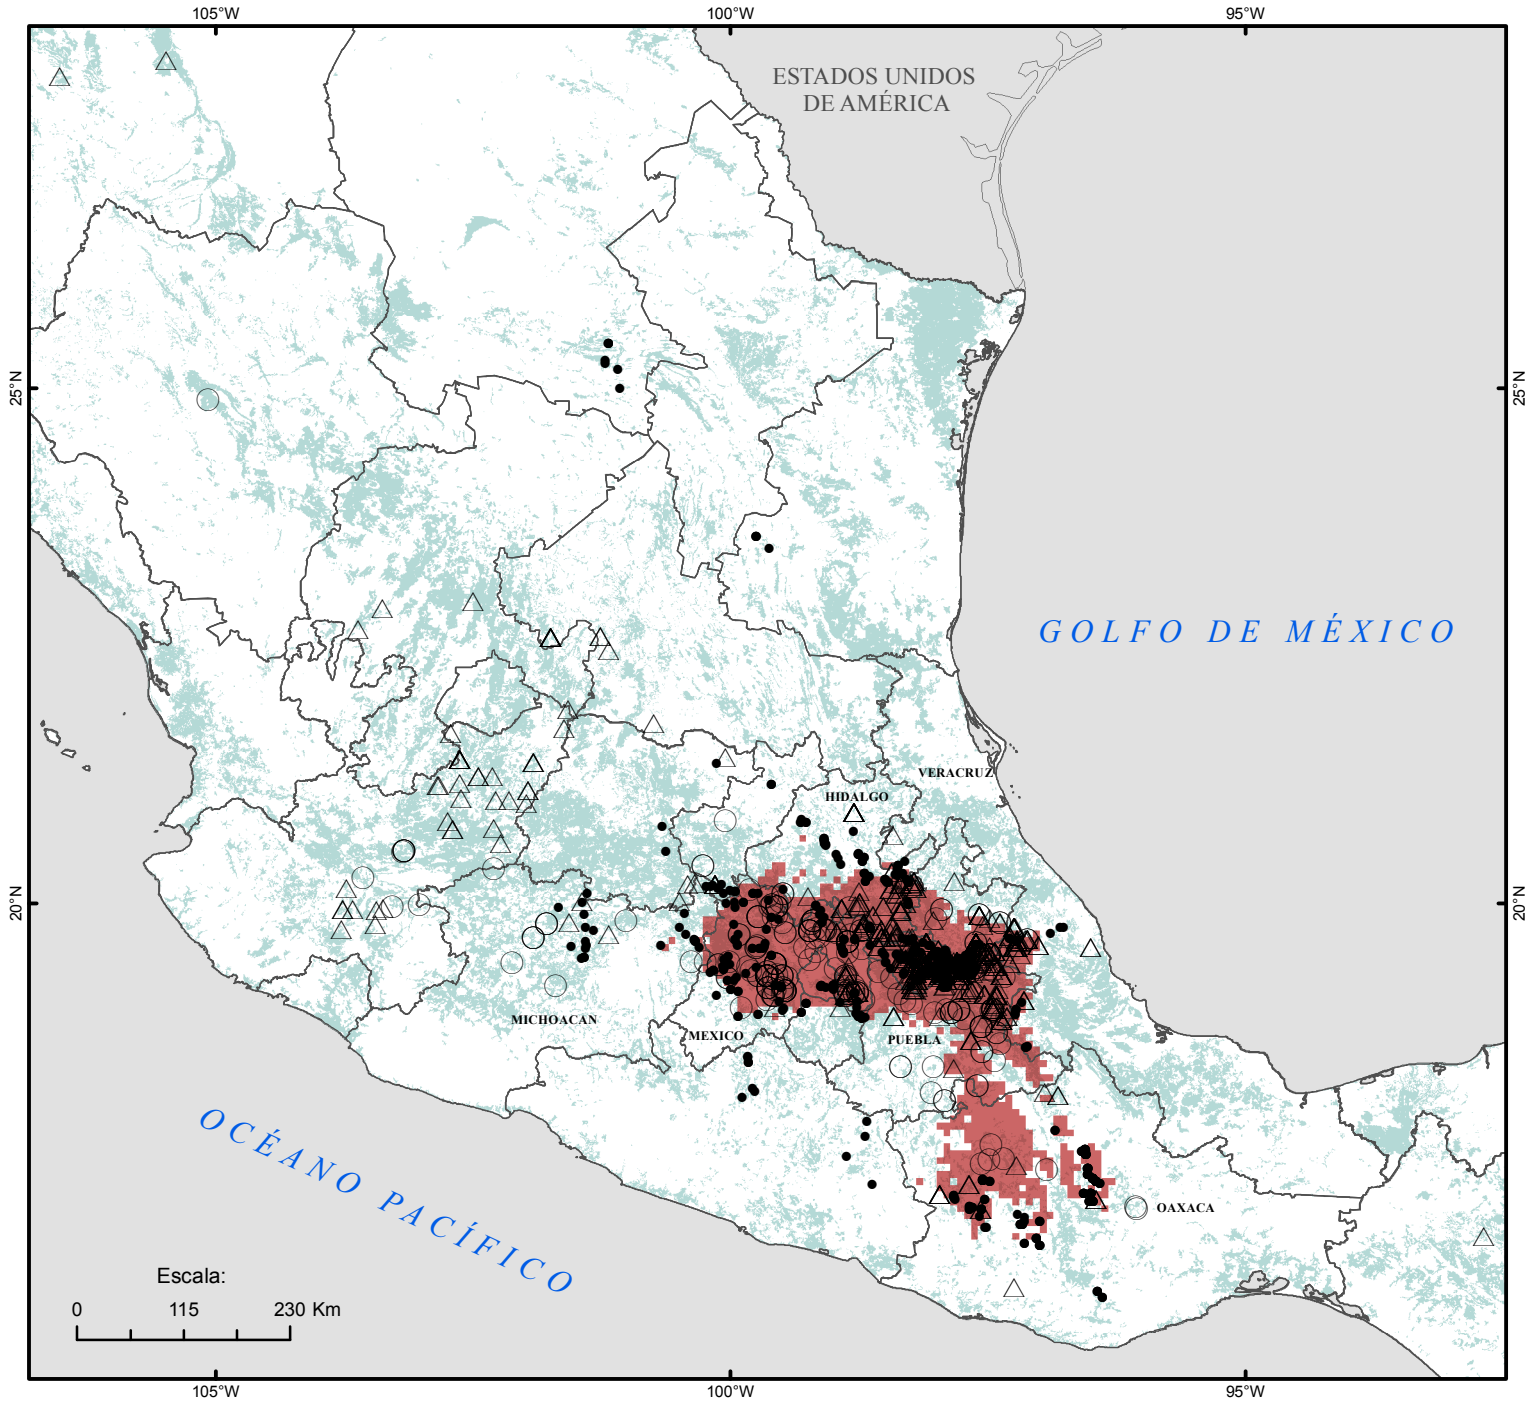 105°W 100°W 95°W
ESTADOS UNIDOS
DE AMÉRICA
25°N 25°N
GOLFO DE MÉXICO
VERACRUZ
HIDALGO
20°N 20°N
MICHOACAN
MEXICO
PUEBLA
OCÉANO PACÍFICO
OAXACA
Escala:
0 115 230 Km
105°W 100°W 95°W